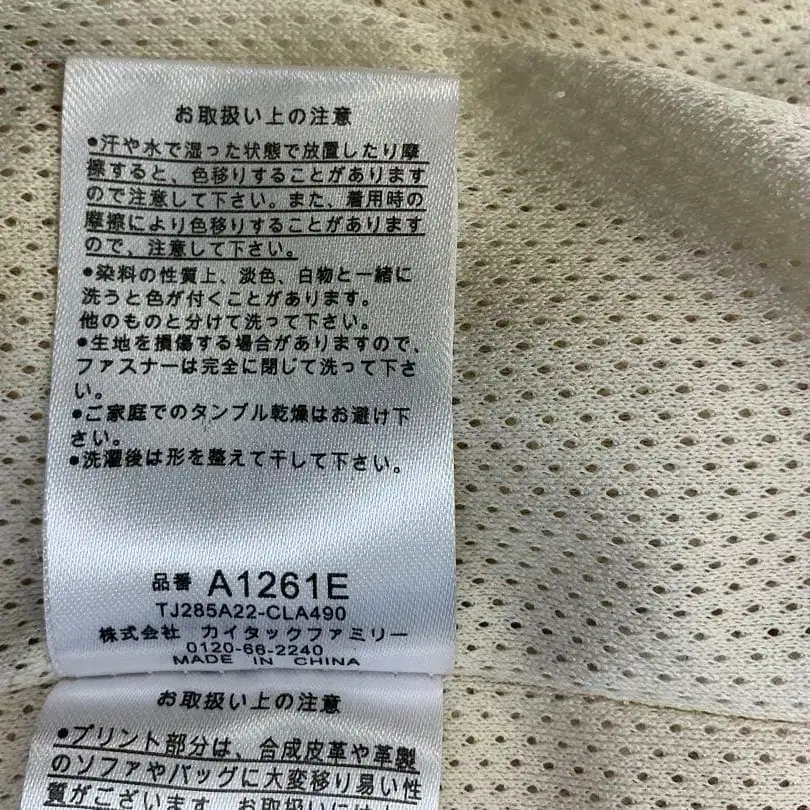 お取扱い上の注意
●汗や水で湿った状態で放置したり摩
擦すると、色移りすることがあります
ので注意して下さい。また、着用時の
摩擦により色移りすることがあります
ので、注意して下さい。
●染料の性質上、淡色、白物と一緒に
洗うと色が付くことがあります。
他のものと分けて洗って下さい。
●生地を損傷する場合がありますので、
ファスナーは完全に閉じて洗って下さ
い。
●ご家庭でのタンブル乾燥はお避け下
さい。
●洗濯後は形を整えて干して下さい。
品番 A1261E
TJ285A22-CLA490
株式会社 カイタックファミリー
0120-66-2240
MADE IN CHINA
お取扱い上の注意
●プリント部分は、合成皮革や革製
のソファやバッグに大変移り易い性
質がございます。お取扱いには